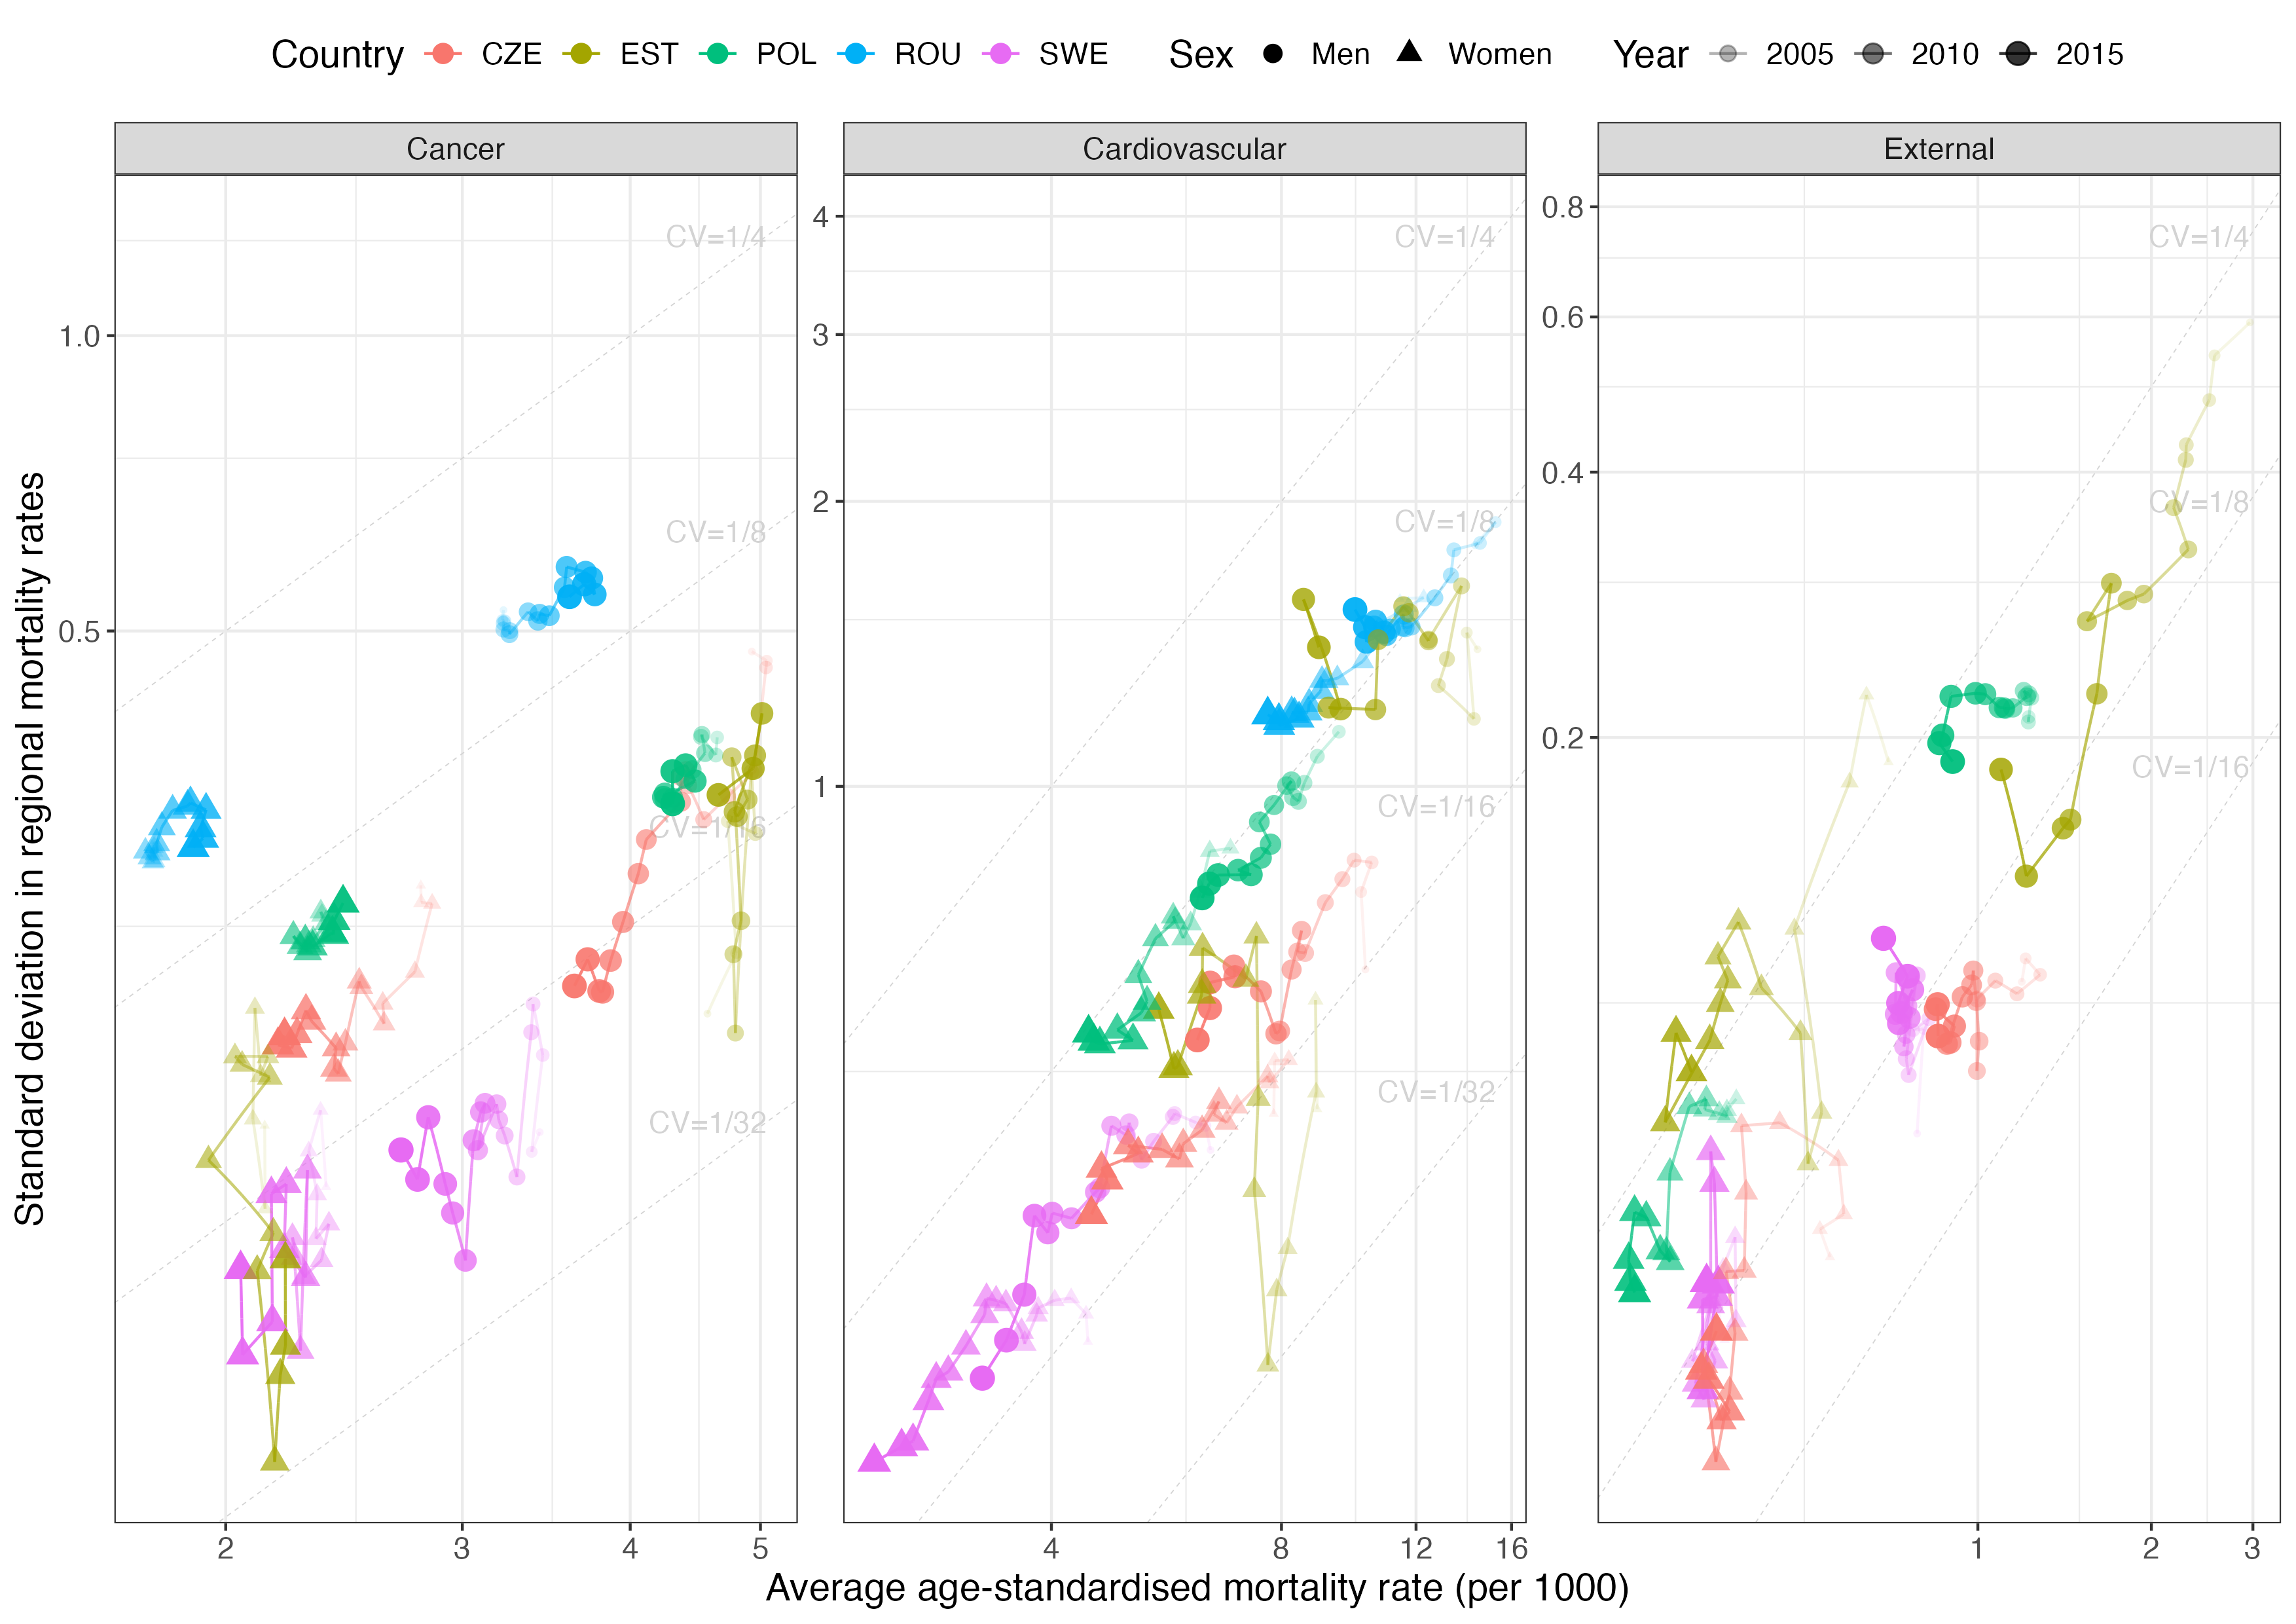 Country CZE EST POL ROU SWE Sex Men Women Year 2005 2010 2015
Cancer
Cardiovascular
External
Standard deviation in regional mortality rates
1.0
0.5
CV=1/4
CV=1/8
CV=1/16
CV=1/32
2 3 4 5
4
3
2
1
CV=1/4
CV=1/8
CV=1/16
CV=1/32
4 8 12 16
0.8
0.6
0.4
0.2
CV=1/4
CV=1/8
CV=1/16
1 2 3
Average age-standardised mortality rate (per 1000)